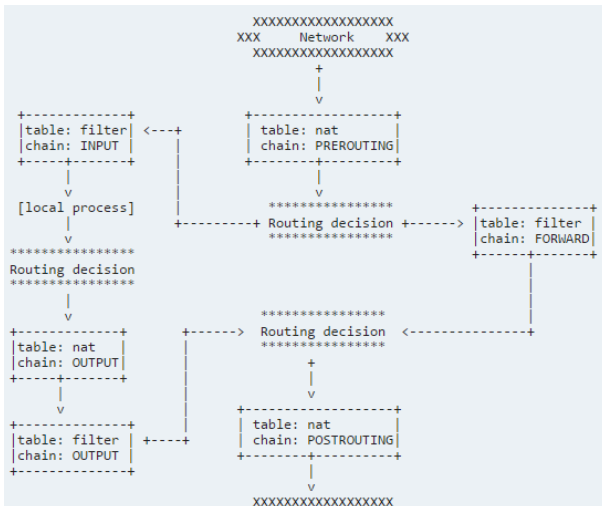 XXXXXXXXXXXXXXXXXX
XXX Network XXX
XXXXXXXXXXXXXXXXXX
+
|
v
table: filter
chain: INPUT
<---+
table: nat
chain: PREROUTING
[local process]
****************
Routing decision
****************
+---------+
+------>
table: filter
chain: FORWARD
****************
Routing decision
****************
table: nat
chain: OUTPUT
+------>
****************
Routing decision
****************
<--------------+
table: filter
chain: OUTPUT
+----+
table: nat
chain: POSTROUTING
|
v
XXXXXXXXXXXXXXXXXX